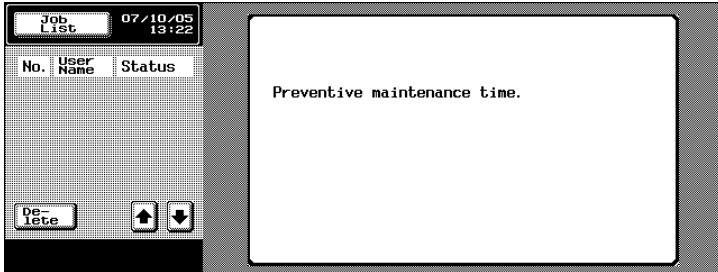 Job
List
07/10/05
13:22
No. User
Name Status
Preventive maintenance time.
De-
lete